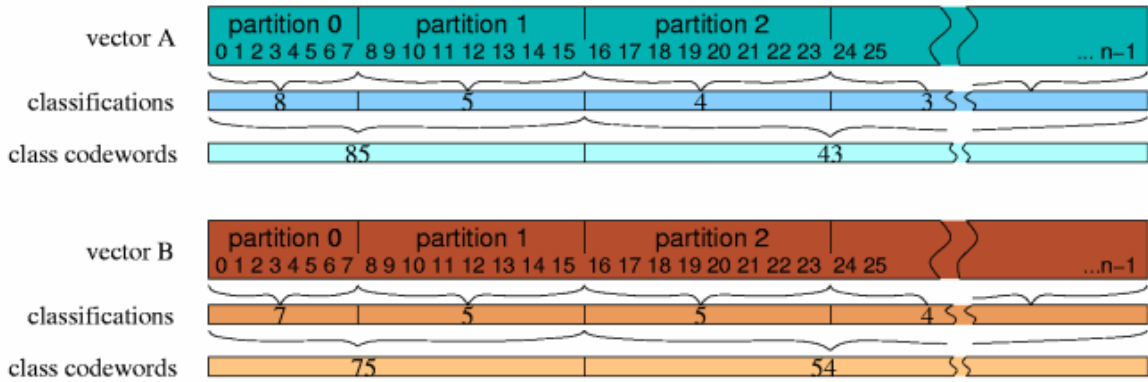 partition 0 partition 1 partition 2
vector A
0 1 2 3 4 5 6 7 8 9 10 11 12 13 14 15 16 17 18 19 20 21 22 23 24 25 ... n−1
classifications 8 5 4 3
class codewords 85 43
partition 0 partition 1 partition 2
vector B
0 1 2 3 4 5 6 7 8 9 10 11 12 13 14 15 16 17 18 19 20 21 22 23 24 25 ...n−1
classifications 7 5 5 4
class codewords 75 54